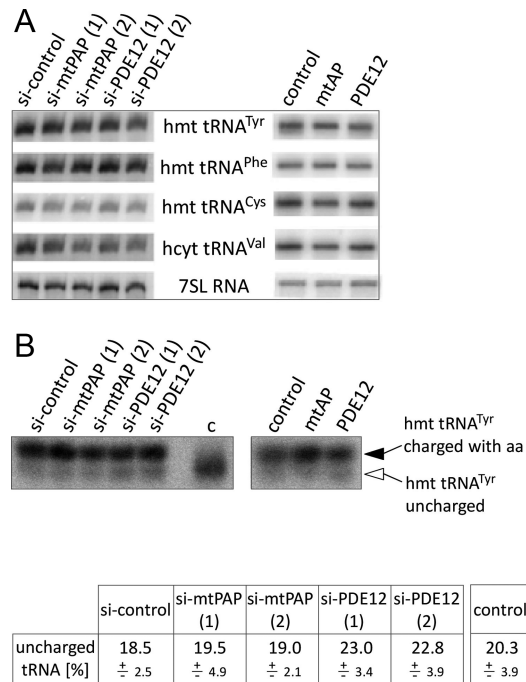 A
si-control
si-mtPAP (1)
si-mtPAP (2)
si-PDE12 (1)
si-PDE12 (2)
control
mtAP
PDE12
hmt tRNAᵀʸʳ
hmt tRNAᴾʰᵉ
hmt tRNAᶜʸˢ
hcyt tRNAⱽᵃˡ
7SL RNA
B
si-control
si-mtPAP (1)
si-mtPAP (2)
si-PDE12 (1)
si-PDE12 (2)
c
control
mtAP
PDE12
hmt tRNAᵀʸʳ
charged with aa
hmt tRNAᵀʸʳ
uncharged
si-control si-mtPAP (1) si-mtPAP (2) si-PDE12 (1) si-PDE12 (2) control
uncharged tRNA [%] 18.5 ± 2.5 19.5 ± 4.9 19.0 ± 2.1 23.0 ± 3.4 22.8 ± 3.9 20.3 ± 3.9